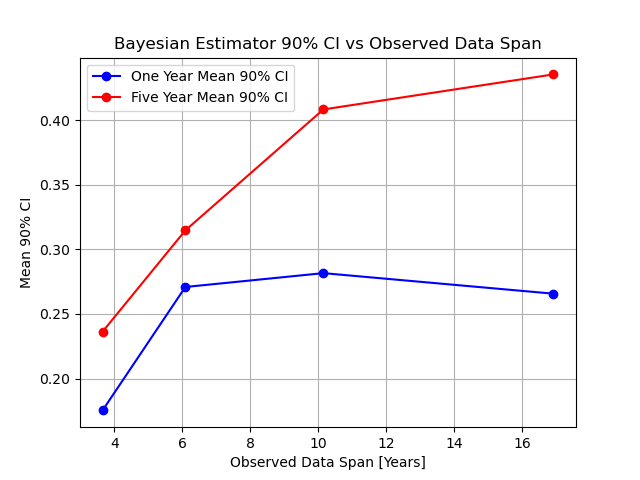 Bayesian Estimator 90% CI vs Observed Data Span
One Year Mean 90% CI
Five Year Mean 90% CI
Mean 90% CI
0.40
0.35
0.30
0.25
0.20
4 6 8 10 12 14 16
Observed Data Span [Years]